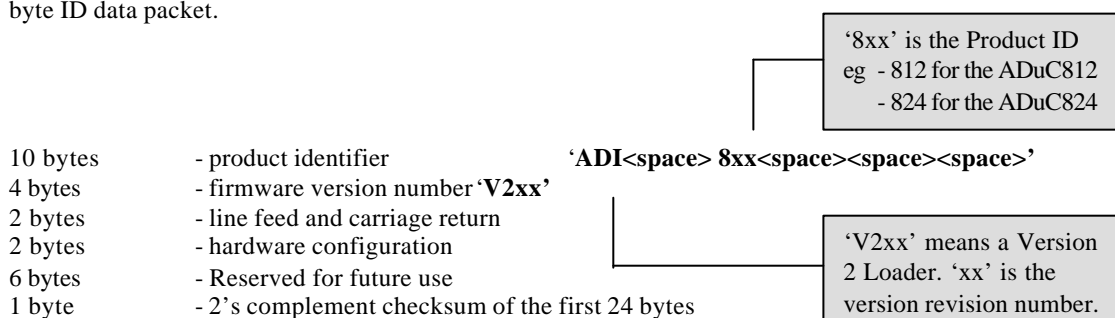 byte ID data packet.
‘8xx’ is the Product ID
eg - 812 for the ADuC812
- 824 for the ADuC824
10 bytes - product identifier ‘ADI<space> 8xx<space><space><space>’
4 bytes - firmware version number ‘V2xx’
2 bytes - line feed and carriage return
2 bytes - hardware configuration
6 bytes - Reserved for future use
1 byte - 2’s complement checksum of the first 24 bytes
‘V2xx’ means a Version
2 Loader. ‘xx’ is the
version revision number.